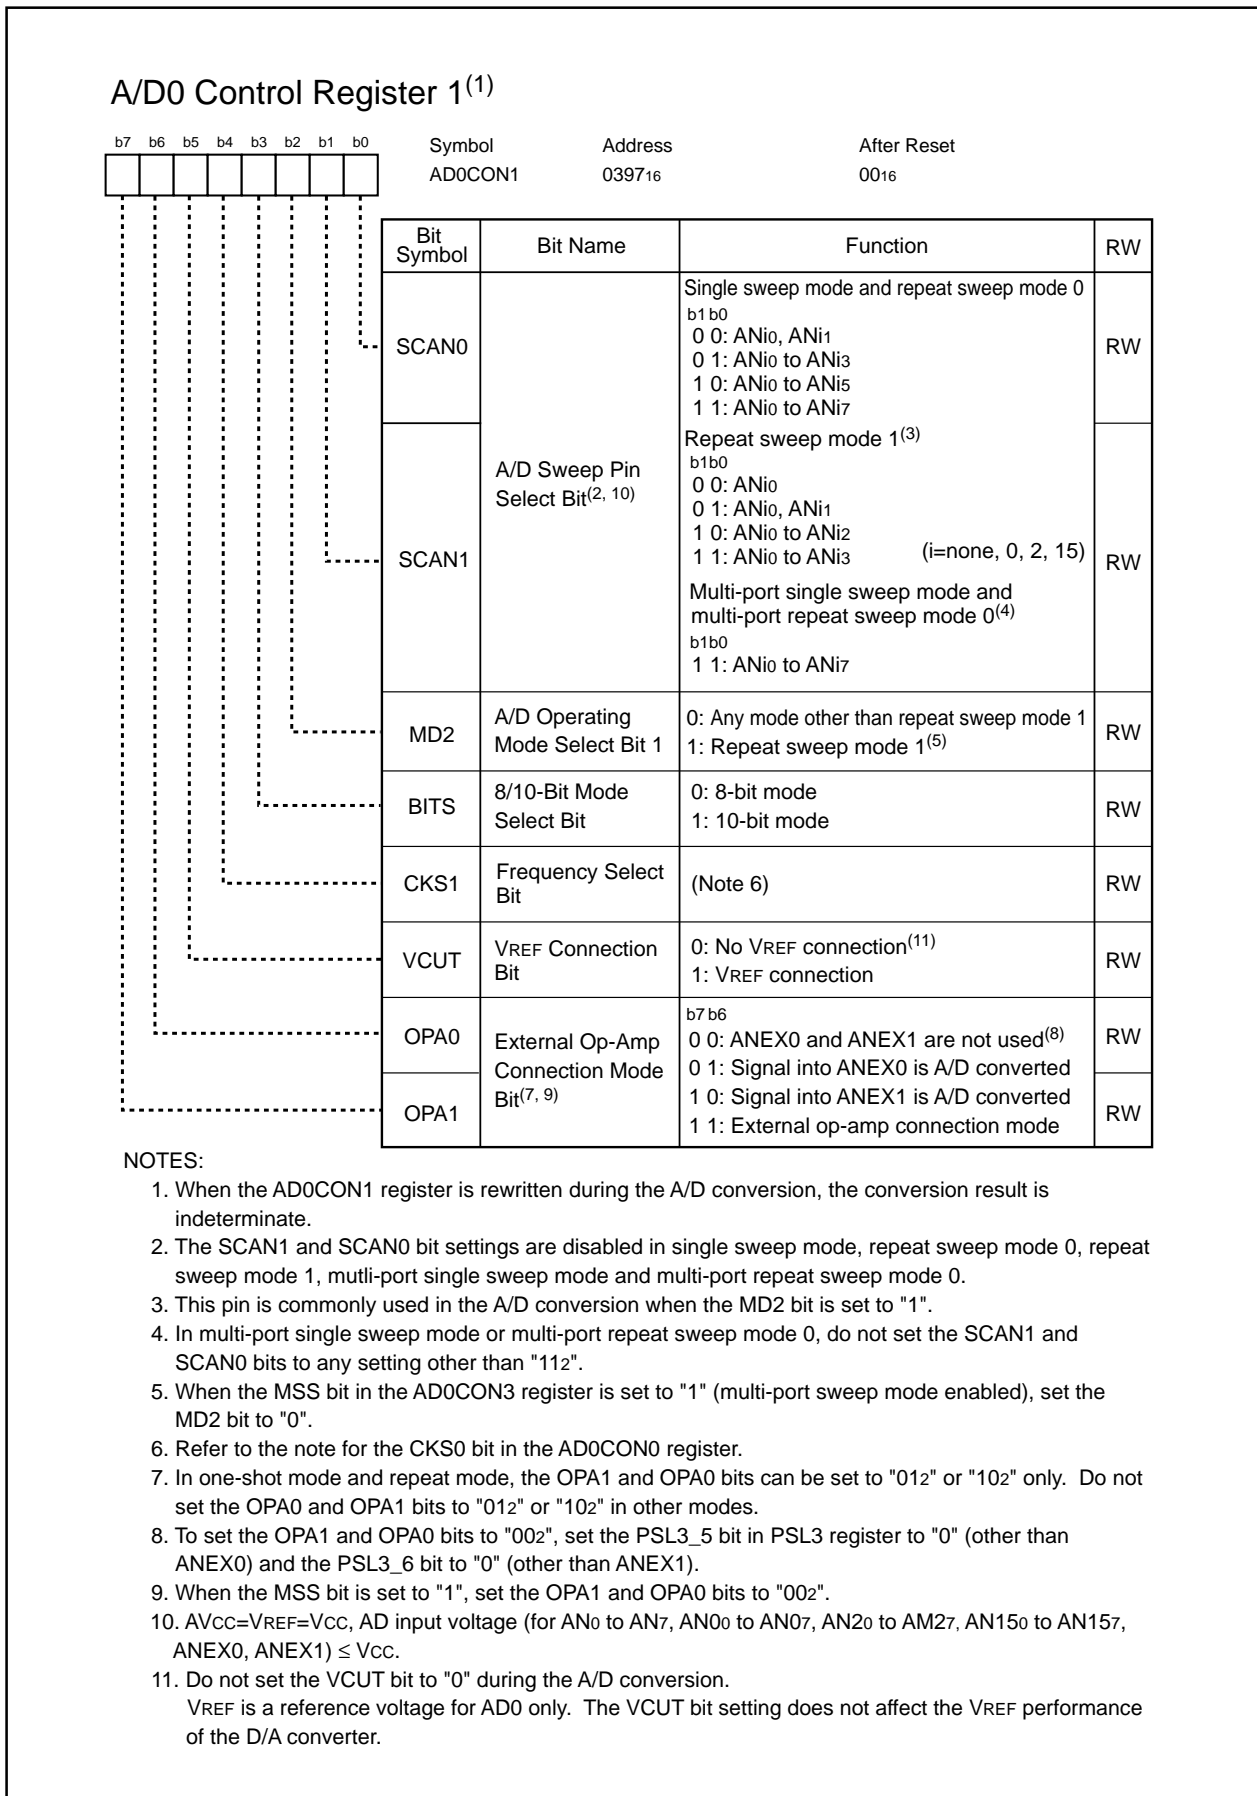 A/D0 Control Register 1(1)
b7 b6 b5 b4 b3 b2 b1 b0
Symbol Address After Reset
AD0CON1 039716 0016
Bit Symbol Bit Name Function RW
SCAN0 RW
A/D Sweep Pin
Select Bit(2, 10)
Single sweep mode and repeat sweep mode 0
b1 b0
0 0: ANi0, ANi1
0 1: ANi0 to ANi3
1 0: ANi0 to ANi5
1 1: ANi0 to ANi7
SCAN1 RW
Repeat sweep mode 1(3)
b1b0
0 0: ANi0
0 1: ANi0, ANi1
1 0: ANi0 to ANi2
1 1: ANi0 to ANi3 (i=none, 0, 2, 15)
Multi-port single sweep mode and
multi-port repeat sweep mode 0(4)
b1b0
1 1: ANi0 to ANi7
MD2 RW
A/D Operating
Mode Select Bit 1
0: Any mode other than repeat sweep mode 1
1: Repeat sweep mode 1(5)
BITS RW
8/10-Bit Mode
Select Bit
0: 8-bit mode
1: 10-bit mode
CKS1 RW
Frequency Select
Bit
(Note 6)
VCUT RW
VREF Connection
Bit
0: No VREF connection(11)
1: VREF connection
OPA0 RW
External Op-Amp
Connection Mode
Bit(7, 9)
b7 b6
0 0: ANEX0 and ANEX1 are not used(8)
0 1: Signal into ANEX0 is A/D converted
1 0: Signal into ANEX1 is A/D converted
1 1: External op-amp connection mode
OPA1 RW
NOTES:
1. When the AD0CON1 register is rewritten during the A/D conversion, the conversion result is
indeterminate.
2. The SCAN1 and SCAN0 bit settings are disabled in single sweep mode, repeat sweep mode 0, repeat
sweep mode 1, mutli-port single sweep mode and multi-port repeat sweep mode 0.
3. This pin is commonly used in the A/D conversion when the MD2 bit is set to "1".
4. In multi-port single sweep mode or multi-port repeat sweep mode 0, do not set the SCAN1 and
SCAN0 bits to any setting other than "112".
5. When the MSS bit in the AD0CON3 register is set to "1" (multi-port sweep mode enabled), set the
MD2 bit to "0".
6. Refer to the note for the CKS0 bit in the AD0CON0 register.
7. In one-shot mode and repeat mode, the OPA1 and OPA0 bits can be set to "012" or "102" only. Do not
set the OPA0 and OPA1 bits to "012" or "102" in other modes.
8. To set the OPA1 and OPA0 bits to "002", set the PSL3_5 bit in PSL3 register to "0" (other than
ANEX0) and the PSL3_6 bit to "0" (other than ANEX1).
9. When the MSS bit is set to "1", set the OPA1 and OPA0 bits to "002".
10. AVCC=VREF=VCC, AD input voltage (for AN0 to AN7, AN00 to AN07, AN20 to AM27, AN150 to AN157,
ANEX0, ANEX1) ≤ VCC.
11. Do not set the VCUT bit to "0" during the A/D conversion.
VREF is a reference voltage for AD0 only. The VCUT bit setting does not affect the VREF performance
of the D/A converter.